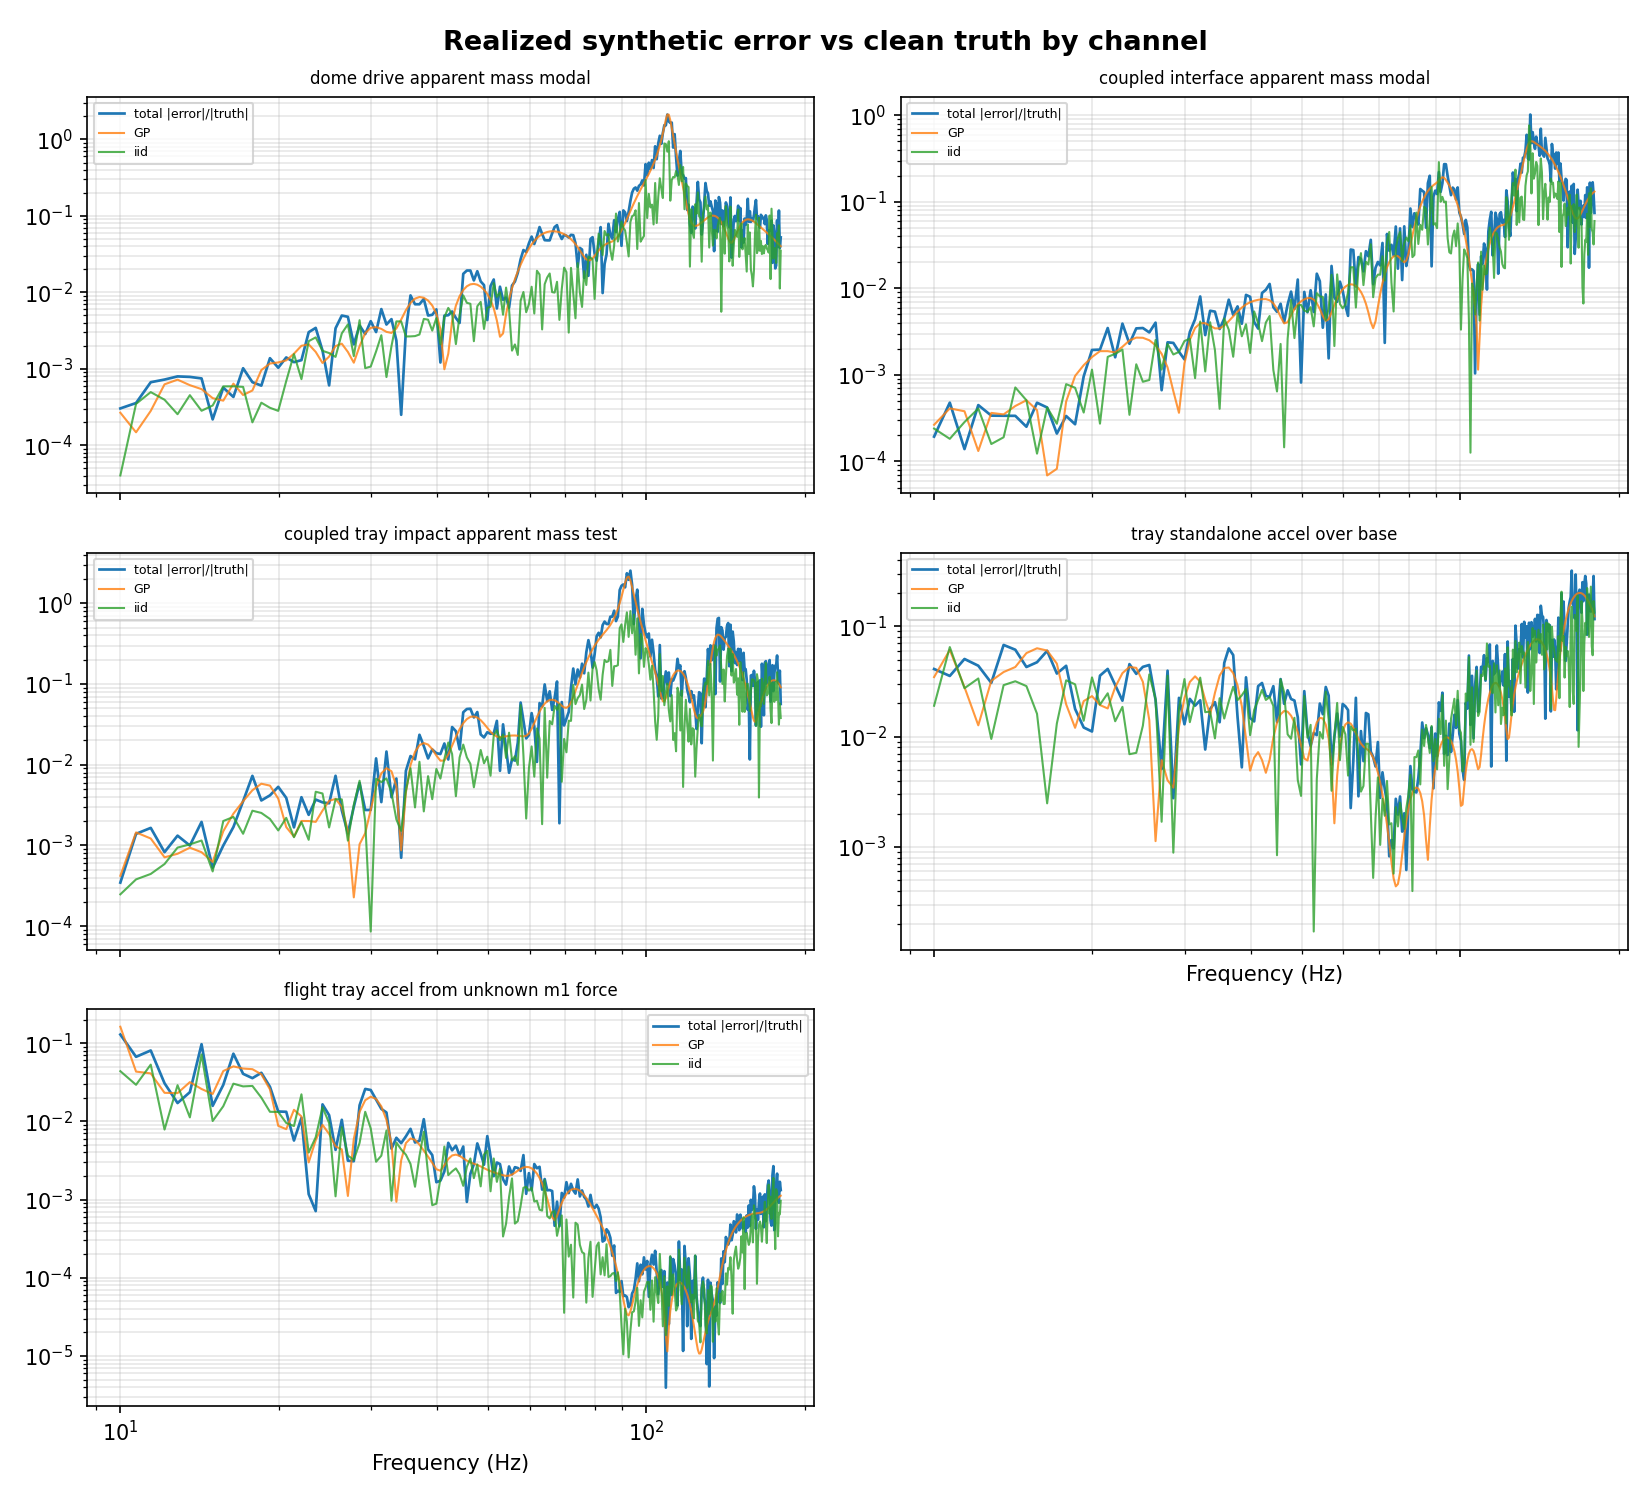 Realized synthetic error vs clean truth by channel
dome drive apparent mass modal
total |error|/|truth|
GP
iid
10⁰
10⁻¹
10⁻²
10⁻³
10⁻⁴
coupled interface apparent mass modal
total |error|/|truth|
GP
iid
10⁰
10⁻¹
10⁻²
10⁻³
10⁻⁴
coupled tray impact apparent mass test
total |error|/|truth|
GP
iid
10⁰
10⁻¹
10⁻²
10⁻³
10⁻⁴
tray standalone accel over base
total |error|/|truth|
GP
iid
10⁻¹
10⁻²
10⁻³
Frequency (Hz)
flight tray accel from unknown m1 force
total |error|/|truth|
GP
iid
10⁻¹
10⁻²
10⁻³
10⁻⁴
10⁻⁵
10¹
10²
Frequency (Hz)